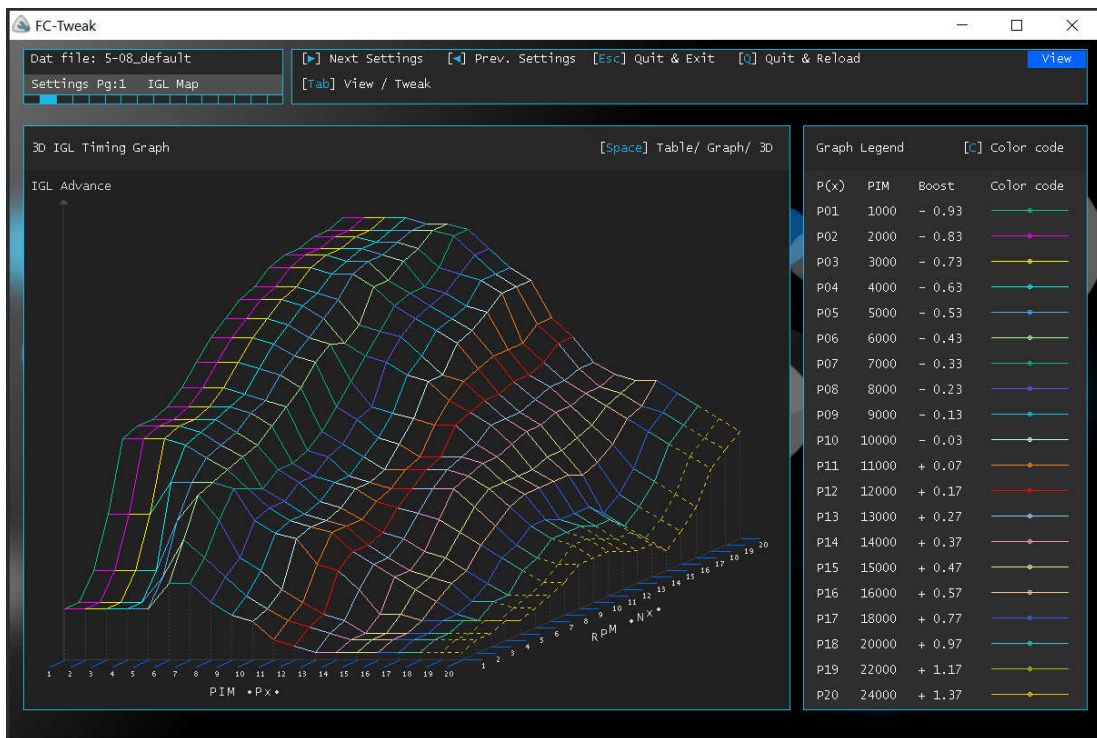 FC-Tweak
Dat file: 5-08_default
Settings Pg:1 IGL Map
[▶] Next Settings [◀] Prev. Settings [Esc] Quit & Exit [Q] Quit & Reload View
[Tab] View / Tweak
3D IGL Timing Graph [Space] Table/ Graph/ 3D
IGL Advance
1 2 3 4 5 6 7 8 9 10 11 12 13 14 15 16 17 18 19 20
PIM •Px•
1 2 3 4 5 6 7 8 9 10 11 12 13 14 15 16 17 18 19 20
RPM •Nx•
Graph Legend [C] Color code
P(x) PIM Boost Color code
P01 1000 - 0.93
P02 2000 - 0.83
P03 3000 - 0.73
P04 4000 - 0.63
P05 5000 - 0.53
P06 6000 - 0.43
P07 7000 - 0.33
P08 8000 - 0.23
P09 9000 - 0.13
P10 10000 - 0.03
P11 11000 + 0.07
P12 12000 + 0.17
P13 13000 + 0.27
P14 14000 + 0.37
P15 15000 + 0.47
P16 16000 + 0.57
P17 18000 + 0.77
P18 20000 + 0.97
P19 22000 + 1.17
P20 24000 + 1.37